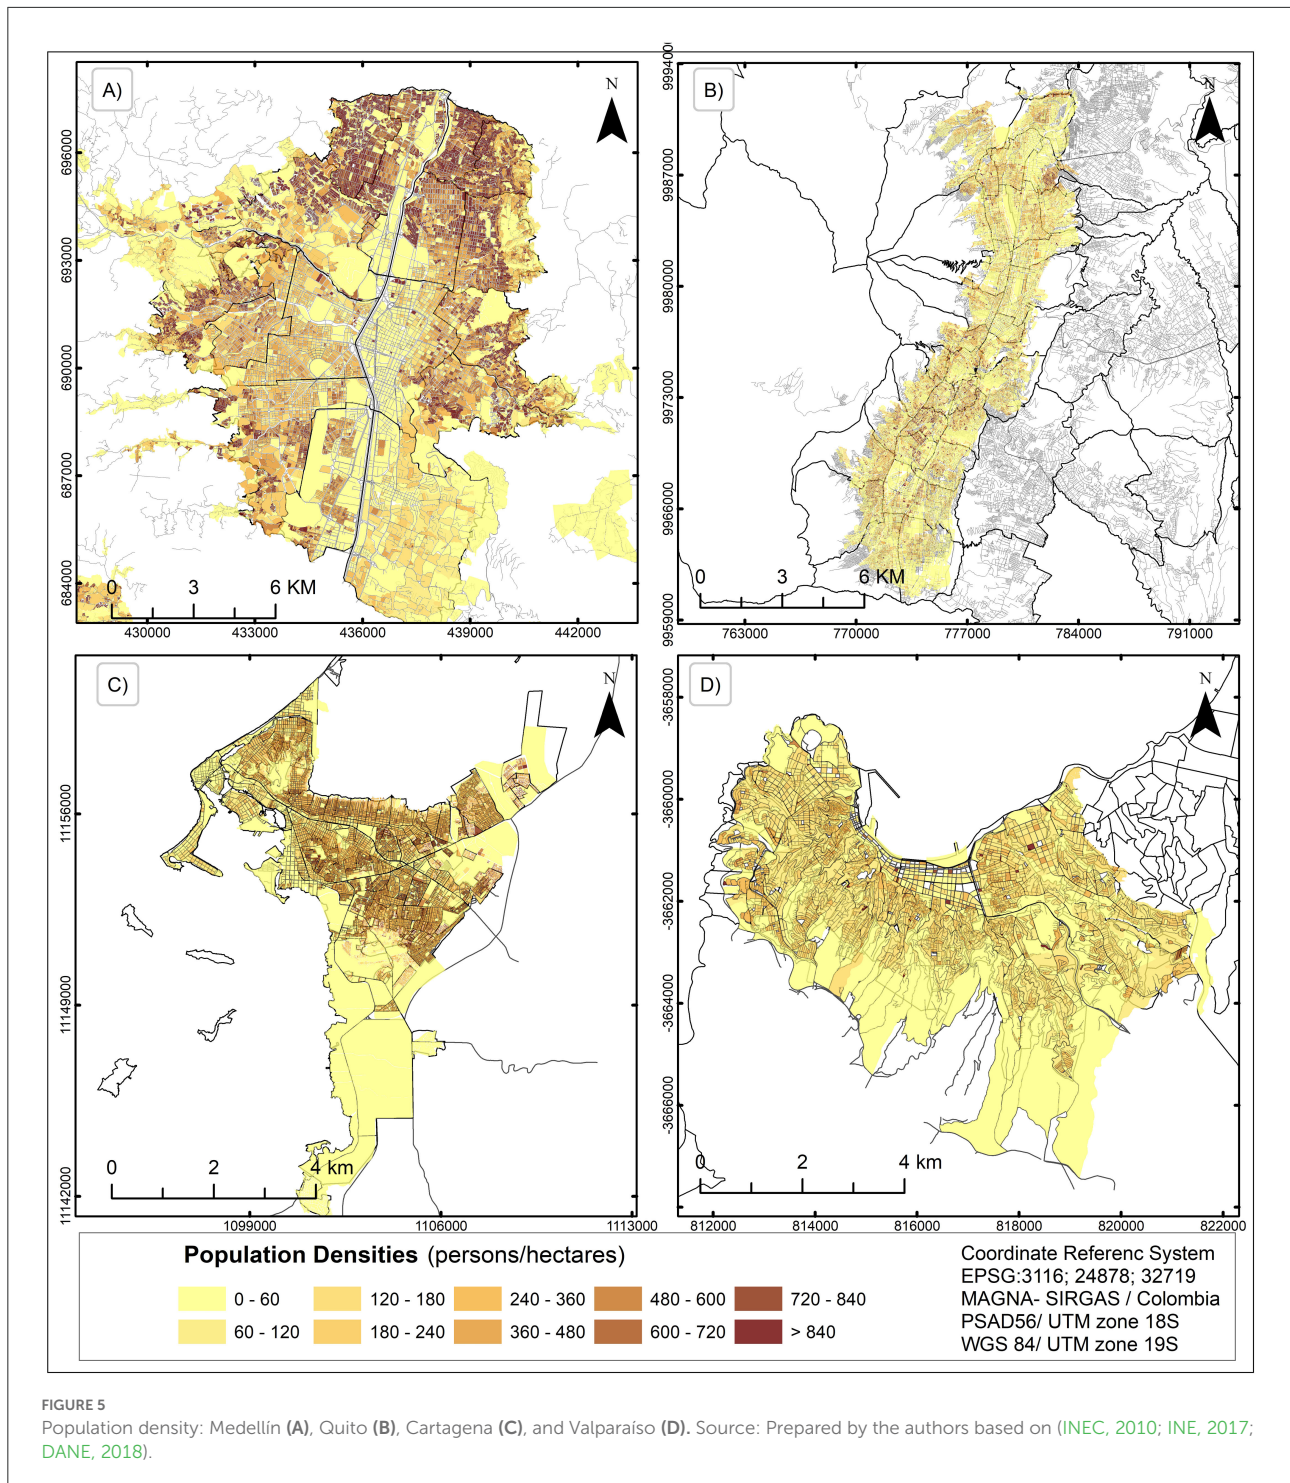 A)
N
696000
693000
690000
687000
684000
0 3 6 KM
430000 433000 436000 439000 442000
B)
N
9994000
9987000
9980000
9973000
9966000
9959000
0 3 6 KM
763000 770000 777000 784000 791000
C)
N
11156000
11149000
11142000
0 2 4 km
1099000 1106000 1113000
D)
N
-3658000
-3660000
-3662000
-3664000
-3666000
0 2 4 km
812000 814000 816000 818000 820000 822000
Population Densities (persons/hectares)
0 - 60 120 - 180 240 - 360 480 - 600 720 - 840
60 - 120 180 - 240 360 - 480 600 - 720 > 840
Coordinate Referenc System
EPSG:3116; 24878; 32719
MAGNA- SIRGAS / Colombia
PSAD56/ UTM zone 18S
WGS 84/ UTM zone 19S
FIGURE 5
Population density: Medellín (A), Quito (B), Cartagena (C), and Valparaíso (D). Source: Prepared by the authors based on (INEC, 2010; INE, 2017;
DANE, 2018).